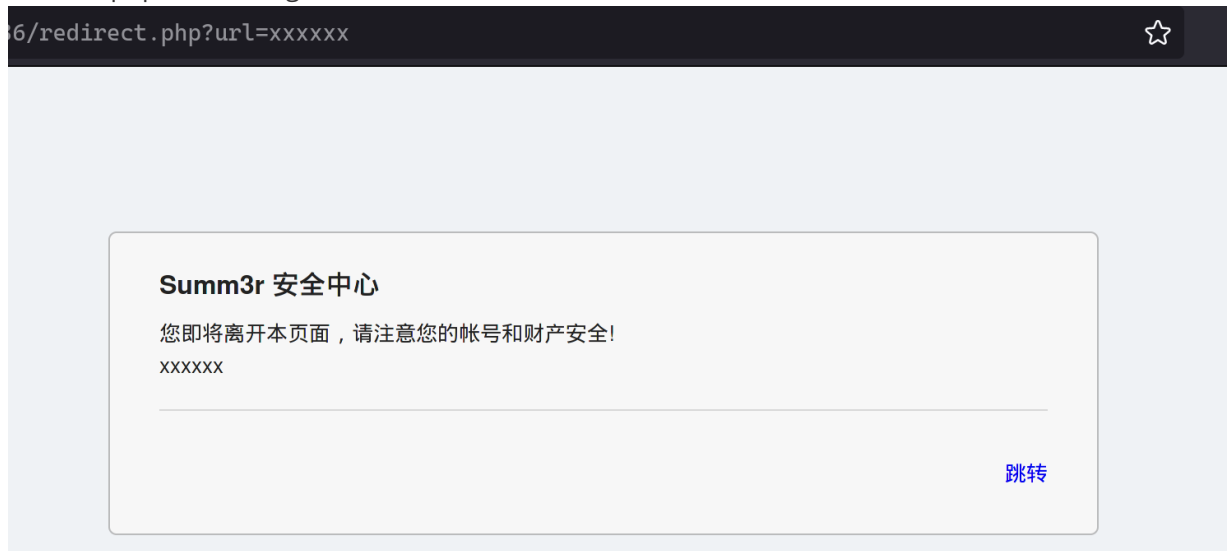 36/redirect.php?url=xxxxxx
Summ3r 安全中心
您即将离开本页面，请注意您的帐号和财产安全!
xxxxxx
跳转